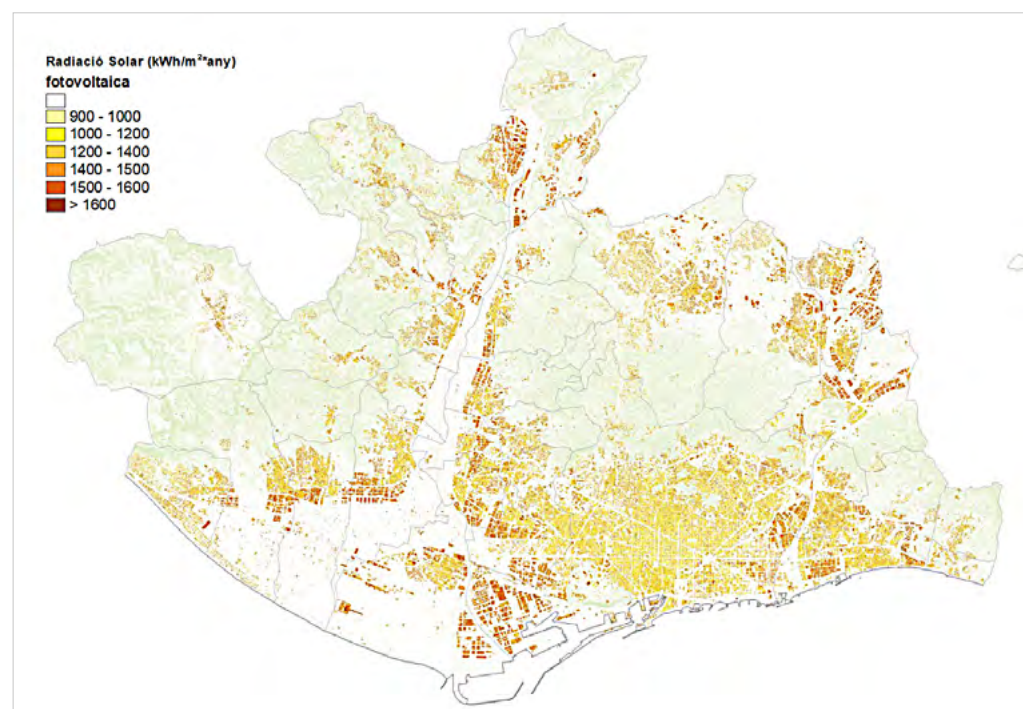 Radiació Solar (kWh/m²*any)
fotovoltaica
900 - 1000
1000 - 1200
1200 - 1400
1400 - 1500
1500 - 1600
> 1600